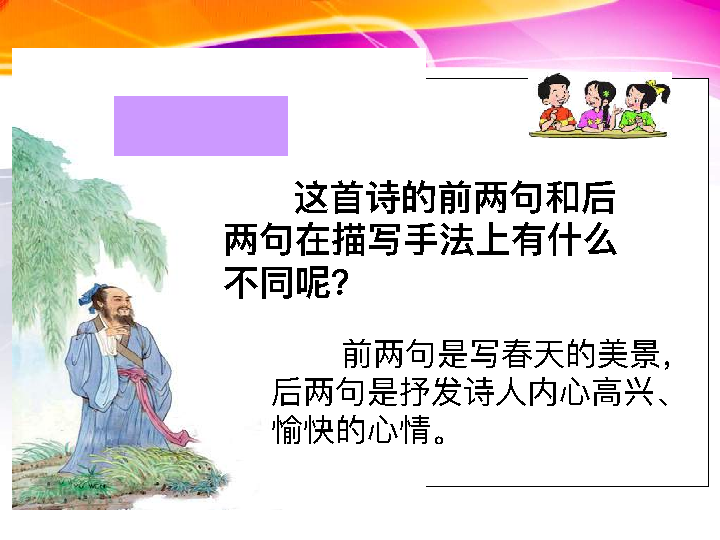 这首诗的前两句和后
两句在描写手法上有什么
不同呢？
前两句是写春天的美景，
后两句是抒发诗人内心高兴、
愉快的心情。